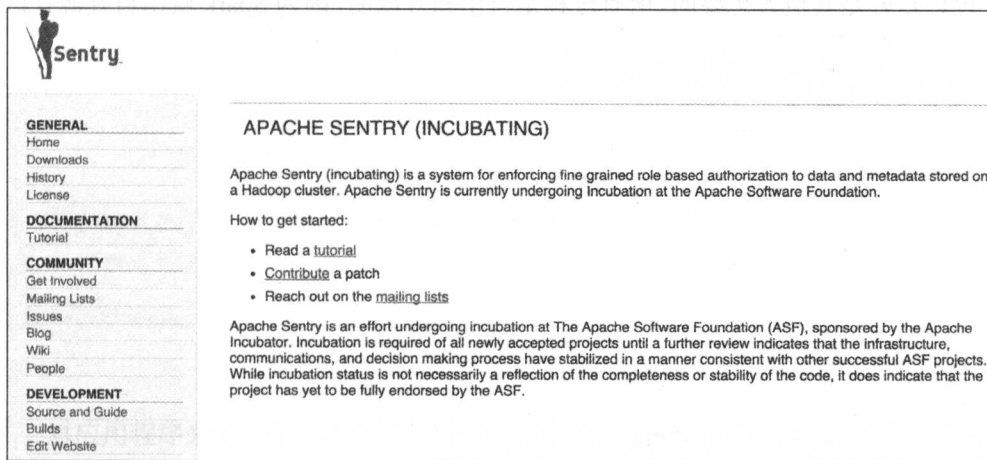 Sentry
GENERAL
Home
Downloads
History
License
DOCUMENTATION
Tutorial
COMMUNITY
Get Involved
Mailing Lists
Issues
Blog
Wiki
People
DEVELOPMENT
Source and Guide
Builds
Edit Website
APACHE SENTRY (INCUBATING)
Apache Sentry (incubating) is a system for enforcing fine grained role based authorization to data and metadata stored on
a Hadoop cluster. Apache Sentry is currently undergoing Incubation at the Apache Software Foundation.
How to get started:
• Read a tutorial
• Contribute a patch
• Reach out on the mailing lists
Apache Sentry is an effort undergoing incubation at The Apache Software Foundation (ASF), sponsored by the Apache
Incubator. Incubation is required of all newly accepted projects until a further review indicates that the infrastructure,
communications, and decision making process have stabilized in a manner consistent with other successful ASF projects.
While incubation status is not necessarily a reflection of the completeness or stability of the code, it does indicate that the
project has yet to be fully endorsed by the ASF.